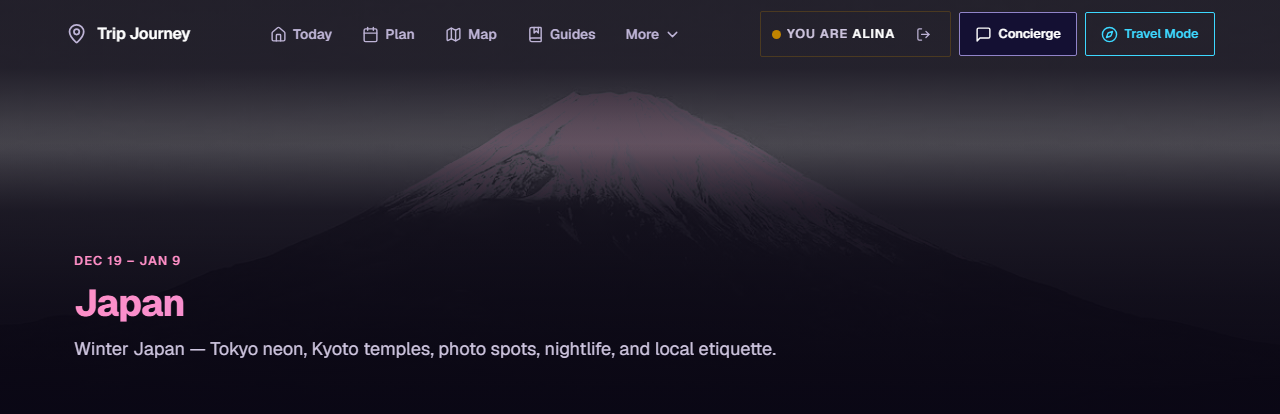 Trip Journey
Today
Plan
Map
Guides
More
YOU ARE ALINA
Concierge
Travel Mode
DEC 19 – JAN 9
Japan
Winter Japan — Tokyo neon, Kyoto temples, photo spots, nightlife, and local etiquette.